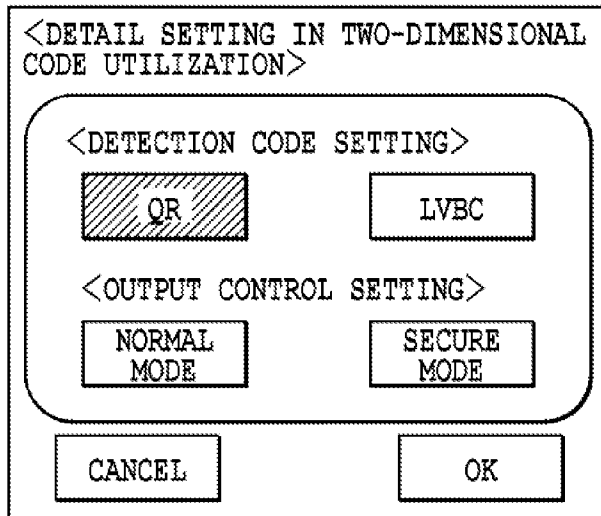 <DETAIL SETTING IN TWO-DIMENSIONAL
CODE UTILIZATION>
<DETECTION CODE SETTING>
QR
LVBC
<OUTPUT CONTROL SETTING>
NORMAL
MODE
SECURE
MODE
CANCEL
OK